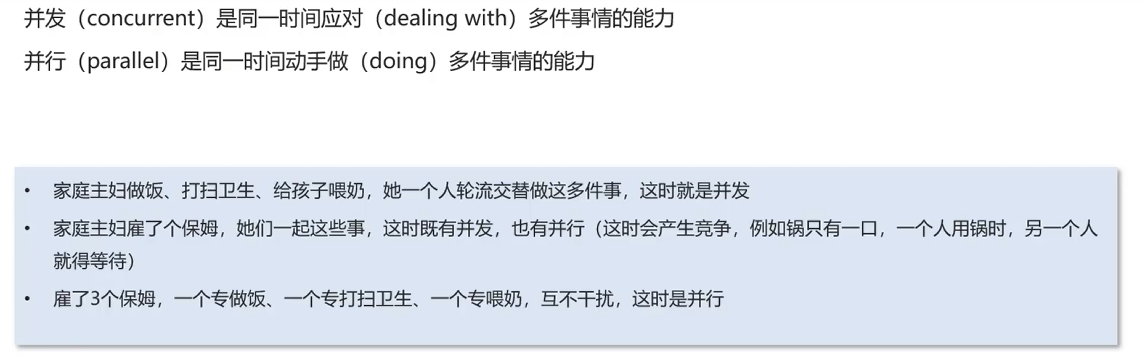 并发（concurrent）是同一时间应对（dealing with）多件事情的能力
并行（parallel）是同一时间动手做（doing）多件事情的能力
• 家庭主妇做饭、打扫卫生、给孩子喂奶，她一个人轮流交替做这多件事，这时就是并发
• 家庭主妇雇了个保姆，她们一起这些事，这时既有并发，也有并行（这时会产生竞争，例如锅只有一口，一个人用锅时，另一个人
就得等待）
• 雇了3个保姆，一个专做饭、一个专打扫卫生、一个专喂奶，互不干扰，这时是并行